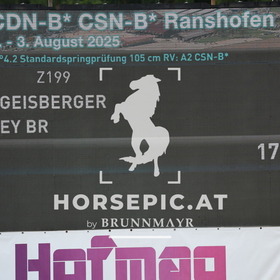 CDN-B* CSN-B* Ranshofen
. - 3. August 2025
°4.2 Standardspringprüfung 105 cm RV: A2 CSN-B*
Z199
GEISBERGER
EY BR
17
HORSEPIC.AT
by BRUNNMAYR
Hofmag